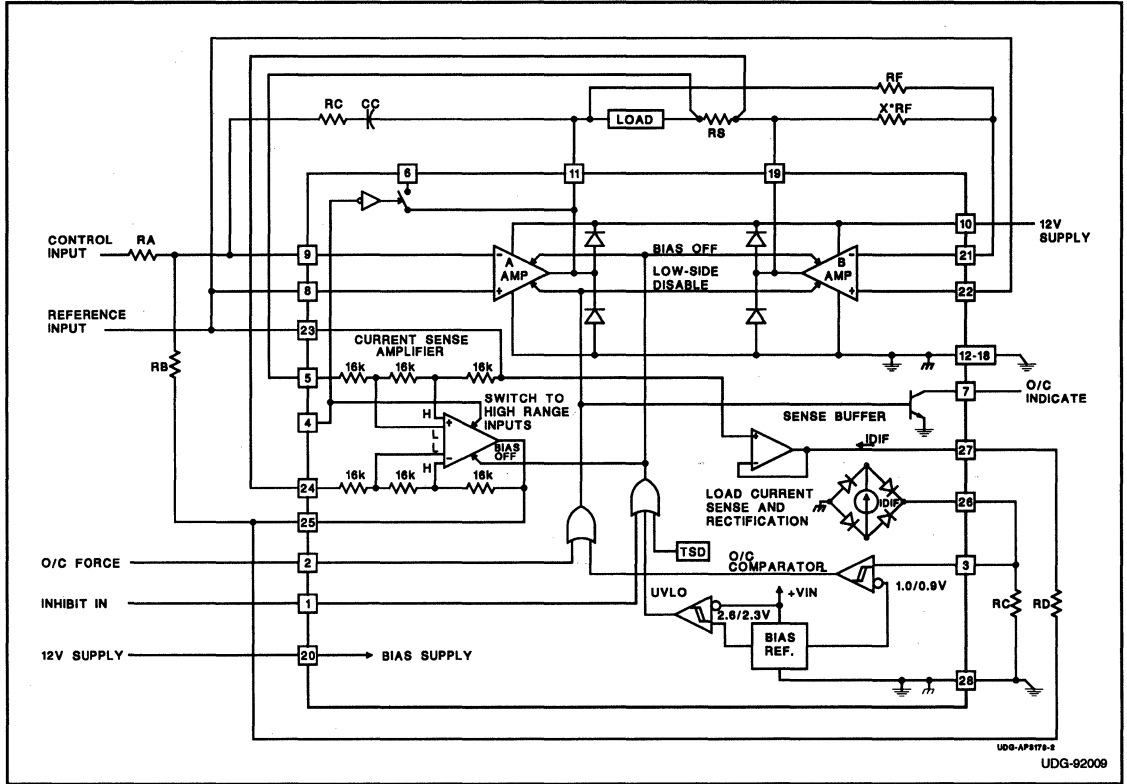 RF
RC CC
LOAD
X*RF
RS
6
11
19
CONTROL INPUT
RA
9
8
REFERENCE INPUT
23
RB
5
4
24
25
O/C FORCE
2
INHIBIT IN
1
12V SUPPLY
20
BIAS SUPPLY
-
A AMP
+
BIAS OFF
LOW-SIDE DISABLE
-
B AMP
+
10
12V SUPPLY
21
22
12-18
7
O/C INDICATE
27
26
3
28
CURRENT SENSE AMPLIFIER
16k 16k 16k
SWITCH TO HIGH RANGE INPUTS
H
+
L
L
-
H
BIAS OFF
16k 16k 16k
SENSE BUFFER
+
-
IDIF
LOAD CURRENT SENSE AND RECTIFICATION
IDIF
TSD
O/C COMPARATOR
1.0/0.9V
UVLO
+VIN
2.6/2.3V
BIAS REF.
RC
RD
UDG-AP8178-2
UDG-92009